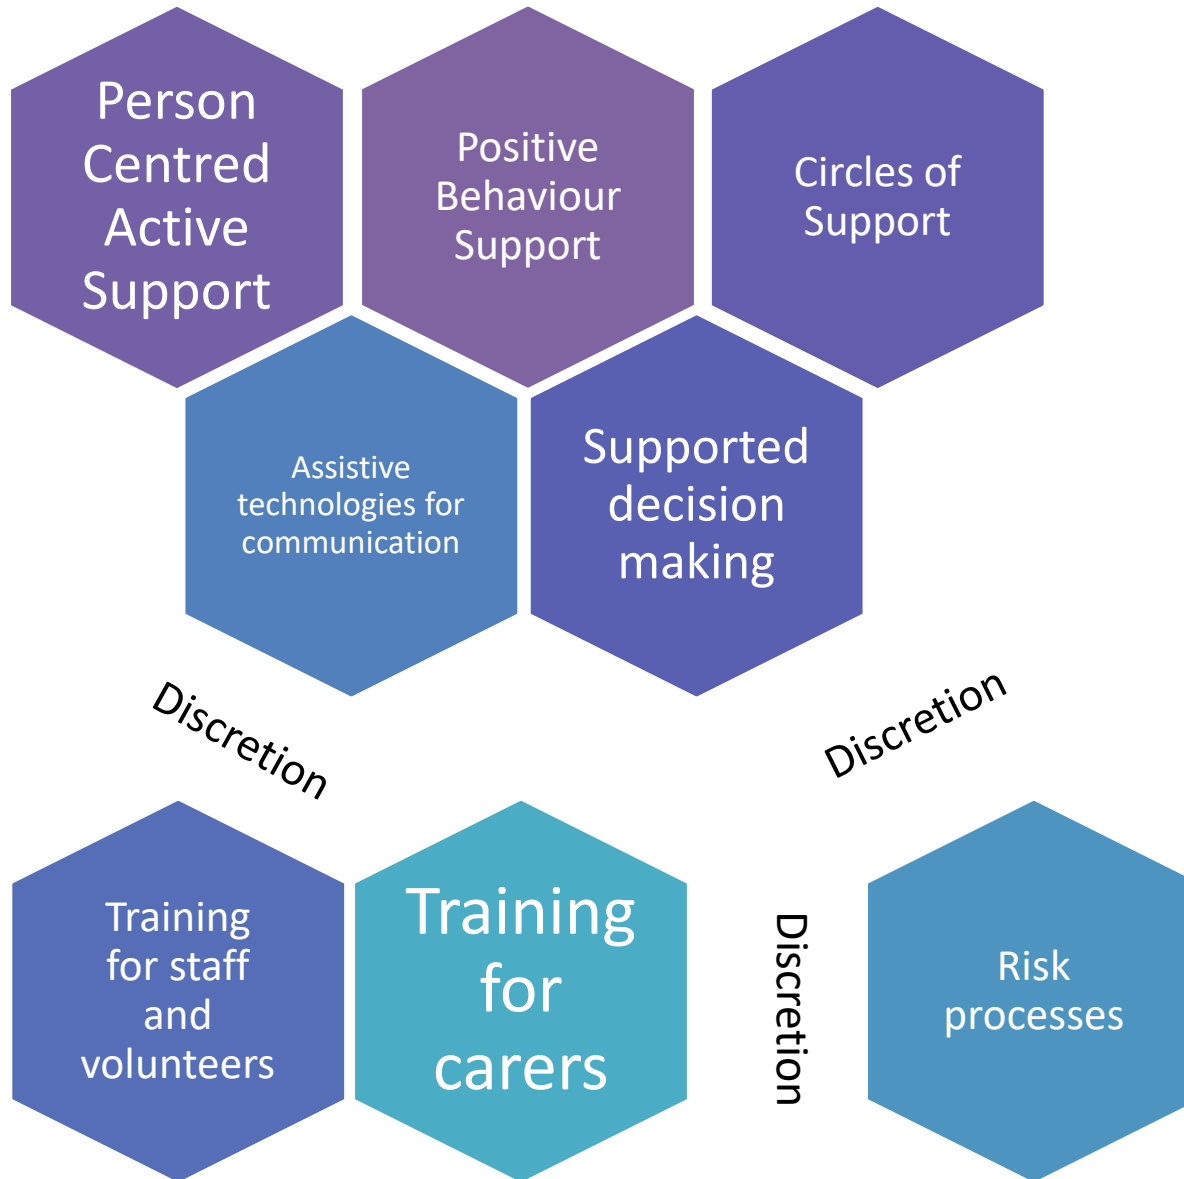 Person
Centred
Active
Support
Positive
Behaviour
Support
Circles of
Support
Assistive
technologies for
communication
Supported
decision
making
Discretion
Discretion
Training
for staff
and
volunteers
Training
for
carers
Discretion
Risk
processes